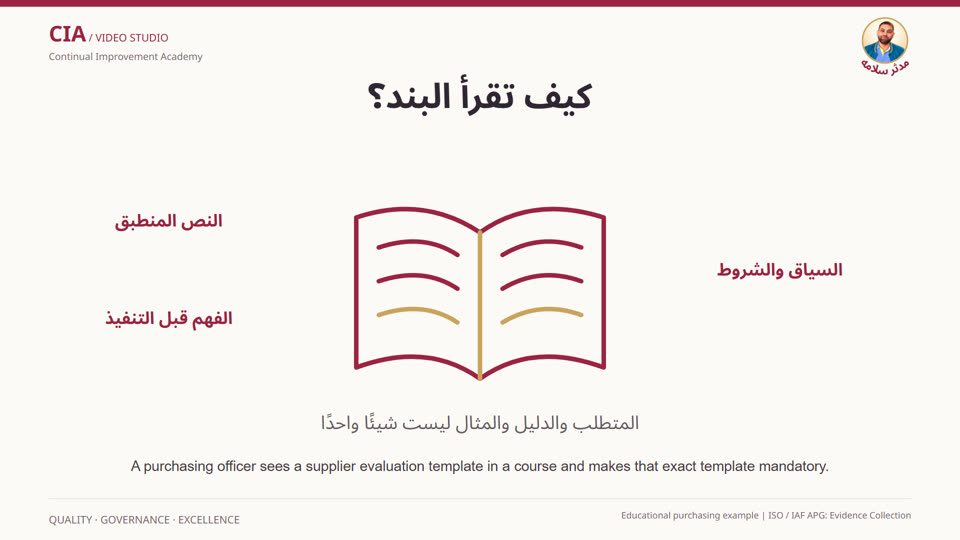 CIA / VIDEO STUDIO
Continual Improvement Academy
مدثر سلامه
كيف تقرأ البند؟
النص المنطبق
السياق والشروط
الفهم قبل التنفيذ
المتطلب والدليل والمثال ليست شيئًا واحدًا
A purchasing officer sees a supplier evaluation template in a course and makes that exact template mandatory.
QUALITY · GOVERNANCE · EXCELLENCE
Educational purchasing example | ISO / IAF APG: Evidence Collection